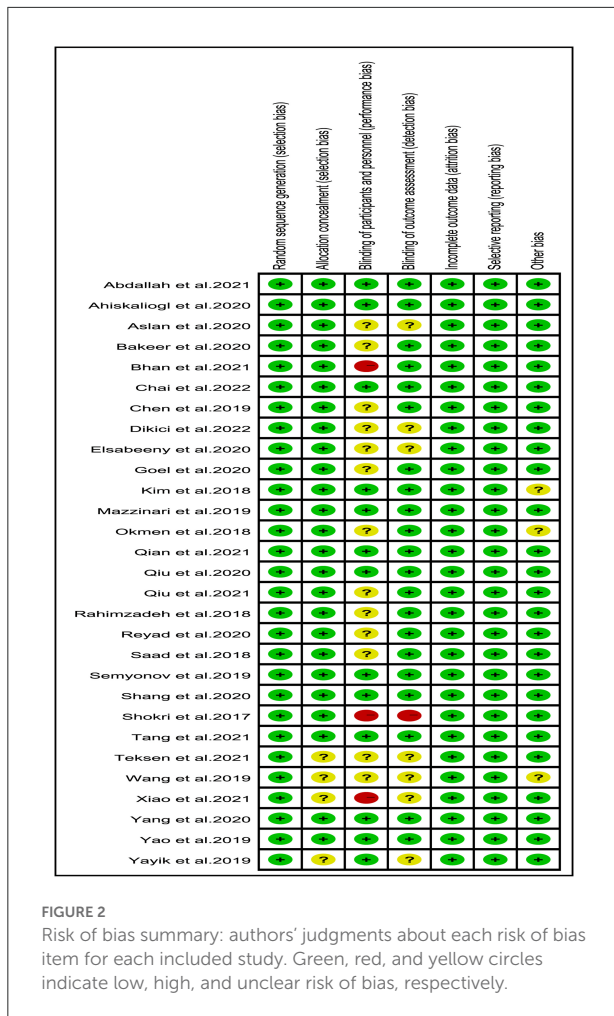 Random sequence generation (selection bias)
Allocation concealment (selection bias)
Blinding of participants and personnel (performance bias)
Blinding of outcome assessment (detection bias)
Incomplete outcome data (attrition bias)
Selective reporting (reporting bias)
Other bias
Abdallah et al.2021 + + + + + + +
Ahiskaliogl et al.2020 + + + + + + +
Aslan et al.2020 + + ? ? + + +
Bakeer et al.2020 + + ? + + + +
Bhan et al.2021 + + + + + +
Chai et al.2022 + + + + + + +
Chen et al.2019 + + ? + + + +
Dikici et al.2022 + + ? ? + + +
Elsabeeny et al.2020 + + ? ? + + +
Goel et al.2020 + + ? + + + +
Kim et al.2018 + + + + + + ?
Mazzinari et al.2019 + + + + + + +
Okmen et al.2018 + + ? + + + ?
Qian et al.2021 + + + + + + +
Qiu et al.2020 + + + + + + +
Qiu et al.2021 + + ? + + + +
Rahimzadeh et al.2018 + + ? + + + +
Reyad et al.2020 + + ? + + + +
Saad et al.2018 + + ? + + + +
Semyonov et al.2019 + + + + + + +
Shang et al.2020 + + + + + + +
Shokri et al.2017 + + + + +
Tang et al.2021 + + + + + + +
Teksen et al.2021 + ? ? ? + + +
Wang et al.2019 + ? ? ? + + ?
Xiao et al.2021 + ? ? + + +
Yang et al.2020 + + + + + + +
Yao et al.2019 + + + + + + +
Yayik et al.2019 + ? + ? + + +
FIGURE 2
Risk of bias summary: authors' judgments about each risk of bias
item for each included study. Green, red, and yellow circles
indicate low, high, and unclear risk of bias, respectively.